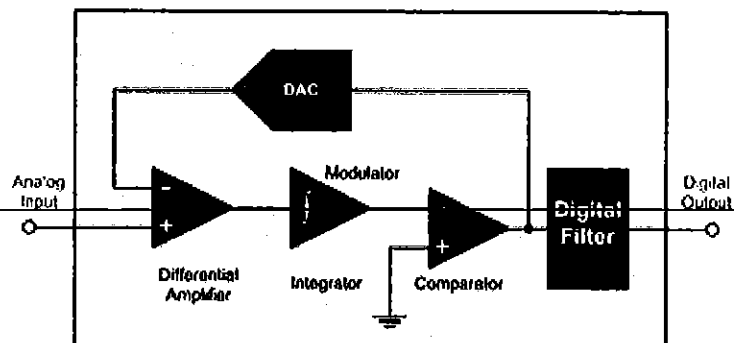 DAC
Modulator
Analog
Input
Digital
Output
−
+
∫
+
Digital
Filter
Differential
Amplifier
Integrator
Comparator